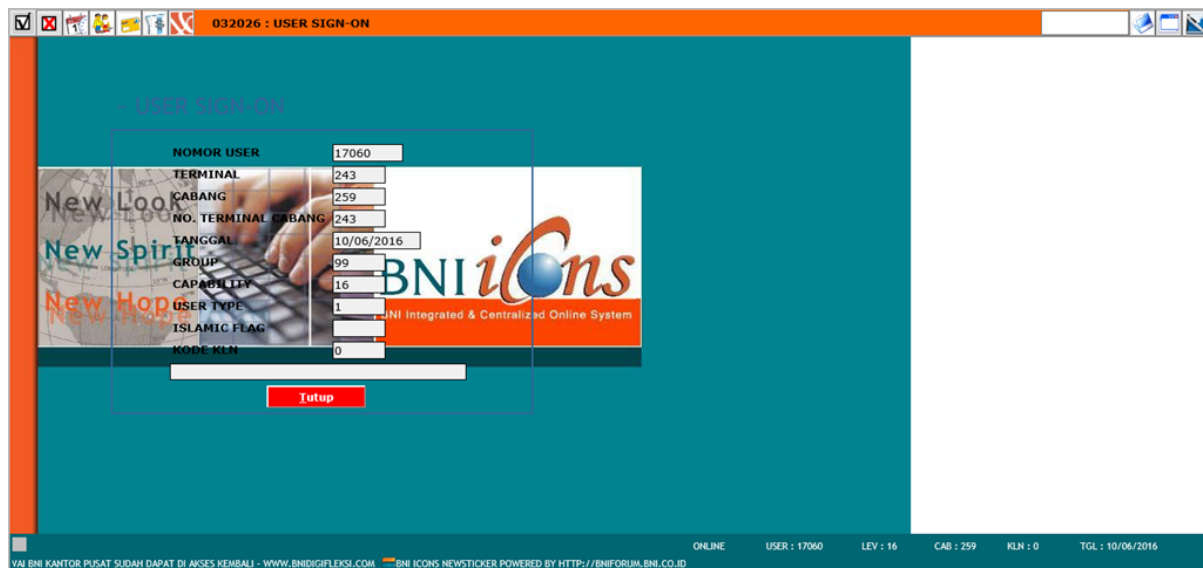 032026 : USER SIGN-ON
- USER SIGN-ON
NOMOR USER 17060
TERMINAL 243
CABANG 259
NO. TERMINAL CABANG 243
TANGGAL 10/06/2016
GROUP 99
CAPABILITY 16
USER TYPE 1
ISLAMIC FLAG
KODE KLN 0
Tutup
New Look
New Spirit
New Hope
BNI icons
BNI Integrated & Centralized Online System
ONLINE USER : 17060 LEV : 16 CAB : 259 KLN : 0 TGL : 10/06/2016
VAI BNI KANTOR PUSAT SUDAH DAPAT DI AKSES KEMBALI - WWW.BNIDIGIFLEKSI.COM BNI ICONS NEWSTICKER POWERED BY HTTP://BNIFORUM.BNI.CO.ID